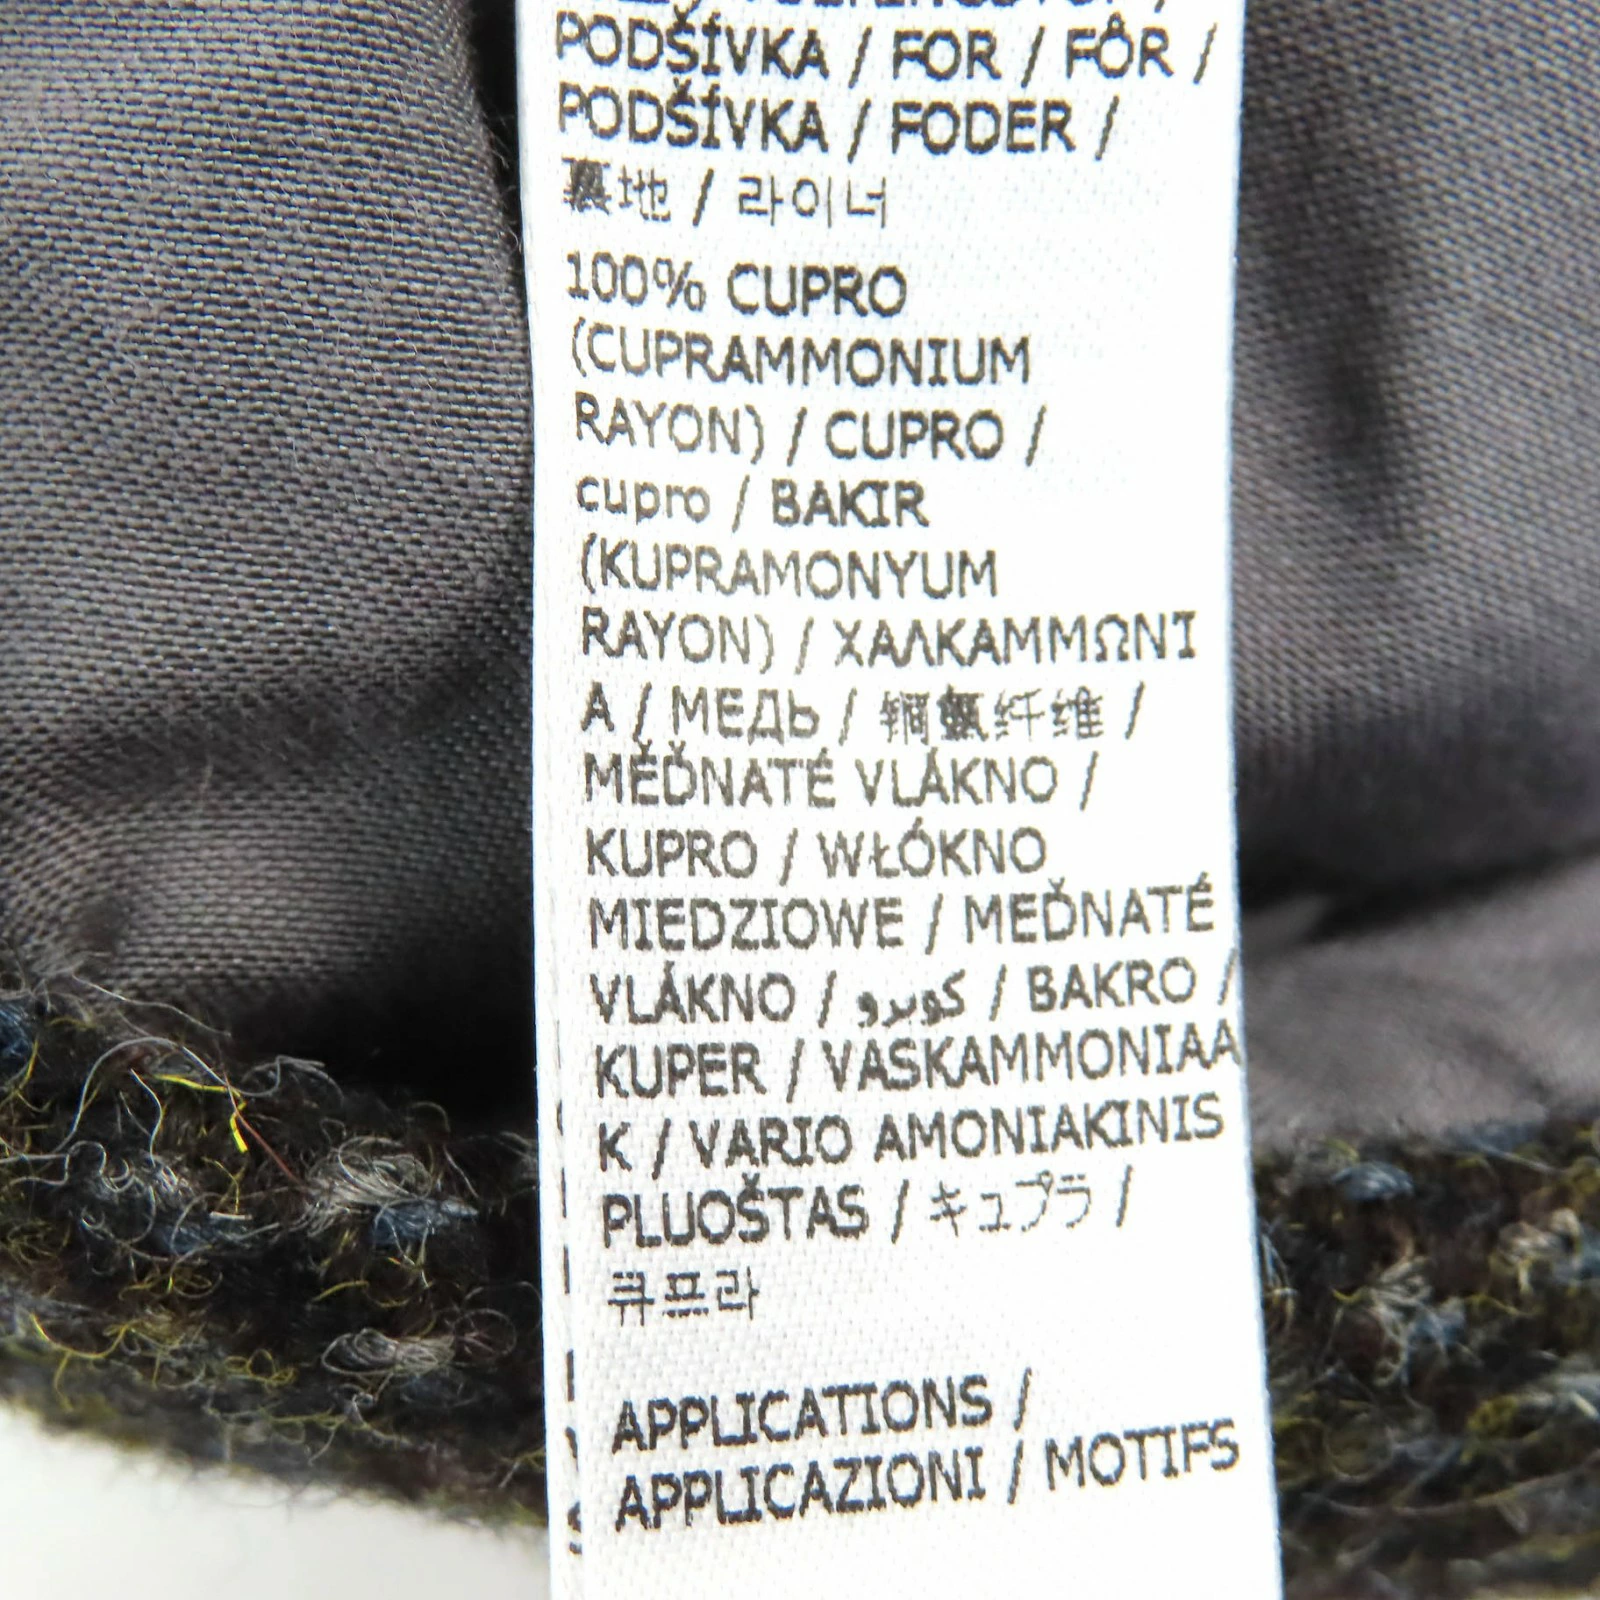 PODŠÍVKA / FOR / FÔR /
PODŠÍVKA / FODER /
裏地 / 라이너
100% CUPRO
(CUPRAMMONIUM
RAYON) / CUPRO /
cupro / BAKIR
(KUPRAMONYUM
RAYON) / ΧΑΛΚΑΜΜΩΝΊ
Α / МЕДЬ / 铜氨纤维 /
MĚĎNATÉ VLÁKNO /
KUPRO / WŁÓKNO
MIEDZIOWE / MEĎNATÉ
VLÁKNO / كوبرو / BAKRO /
KUPER / VASKAMMONIAA
K / VARIO AMONIAKINIS
PLUOŠTAS / キュプラ /
큐프라
APPLICATIONS /
APPLICAZIONI / MOTIFS